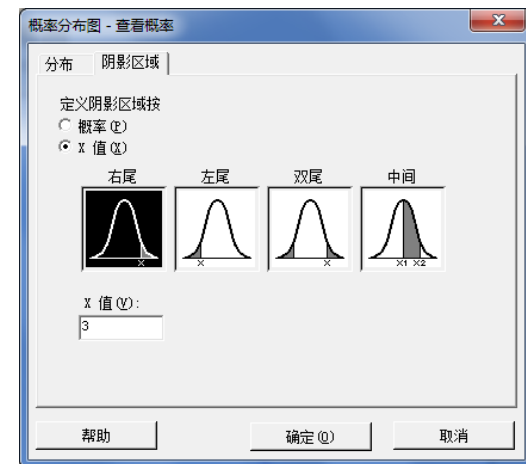 概率分布图 - 查看概率
分布 阴影区域
定义阴影区域按
概率(P)
X 值(X)
右尾 左尾 双尾 中间
X X X X1 X2
X 值(V):
3
帮助 确定(O) 取消